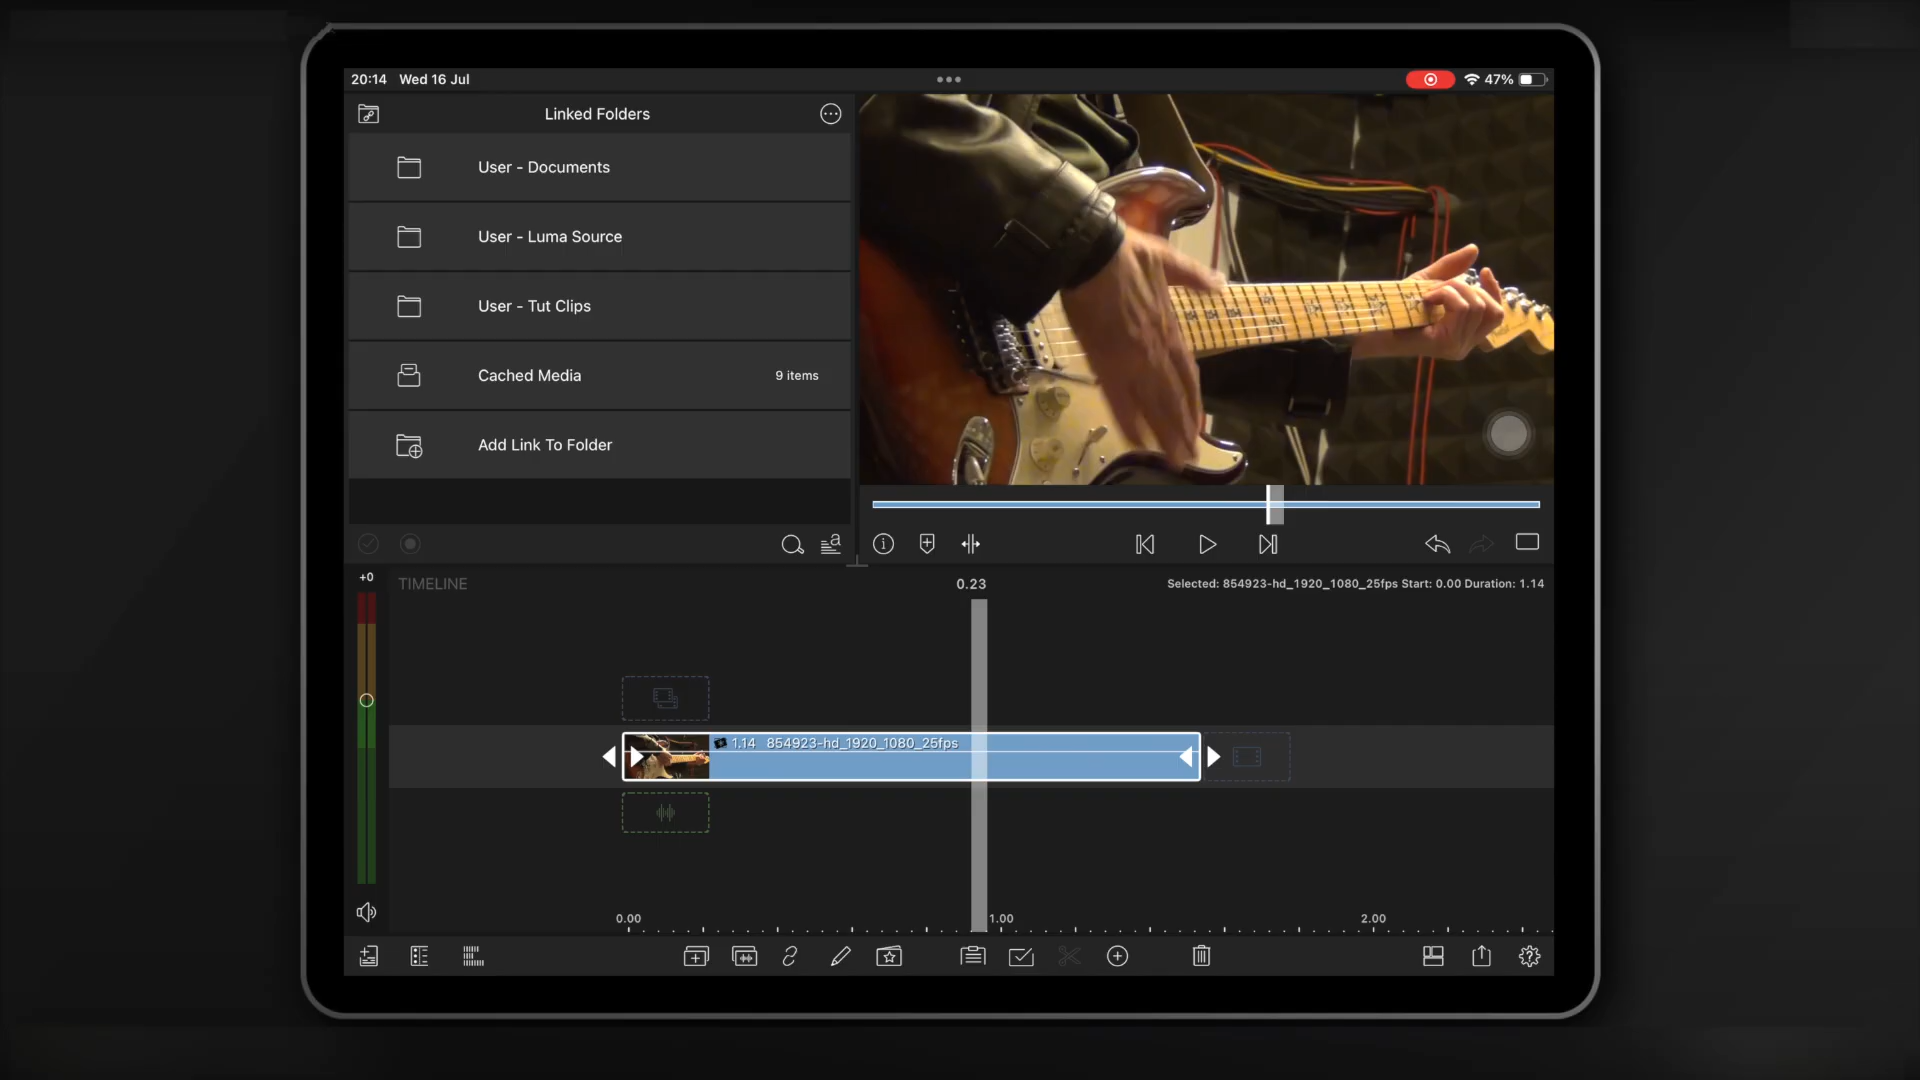 20:14 Wed 16 Jul
47%
Linked Folders
User - Documents
User - Luma Source
User - Tut Clips
Cached Media 9 items
Add Link To Folder
+0
TIMELINE
0.23
Selected: 854923-hd_1920_1080_25fps Start: 0.00 Duration: 1.14
1.14 854923-hd_1920_1080_25fps
0.00 1.00 2.00